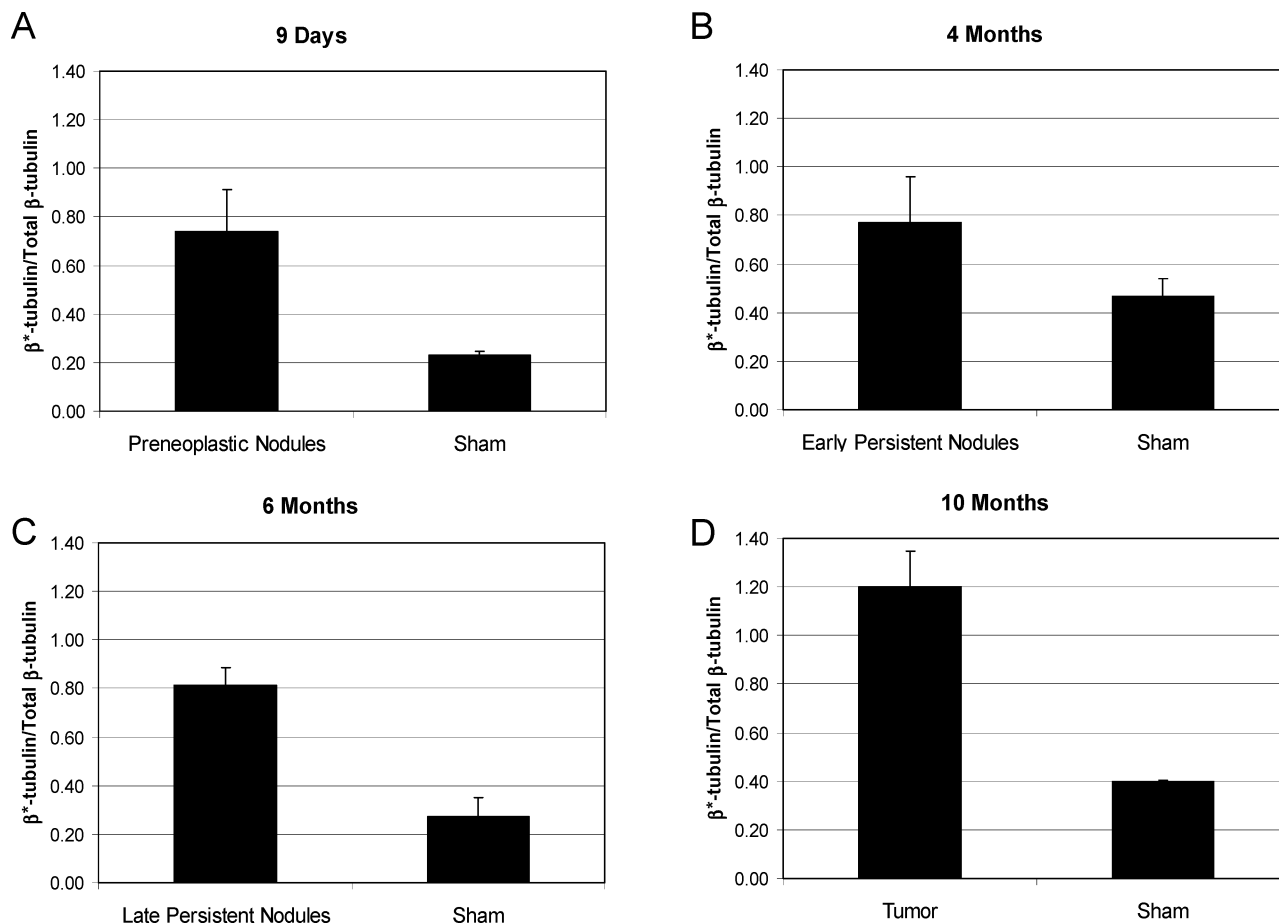 A
9 Days
1.40
1.20
1.00
0.80
0.60
0.40
0.20
0.00
β*-tubulin/Total β-tubulin
Preneoplastic Nodules Sham
B
4 Months
1.40
1.20
1.00
0.80
0.60
0.40
0.20
0.00
β*-tubulin/Total β-tubulin
Early Persistent Nodules Sham
C
6 Months
1.40
1.20
1.00
0.80
0.60
0.40
0.20
0.00
β*-tubulin/Total β-tubulin
Late Persistent Nodules Sham
D
10 Months
1.40
1.20
1.00
0.80
0.60
0.40
0.20
0.00
β*-tubulin/Total β-tubulin
Tumor Sham